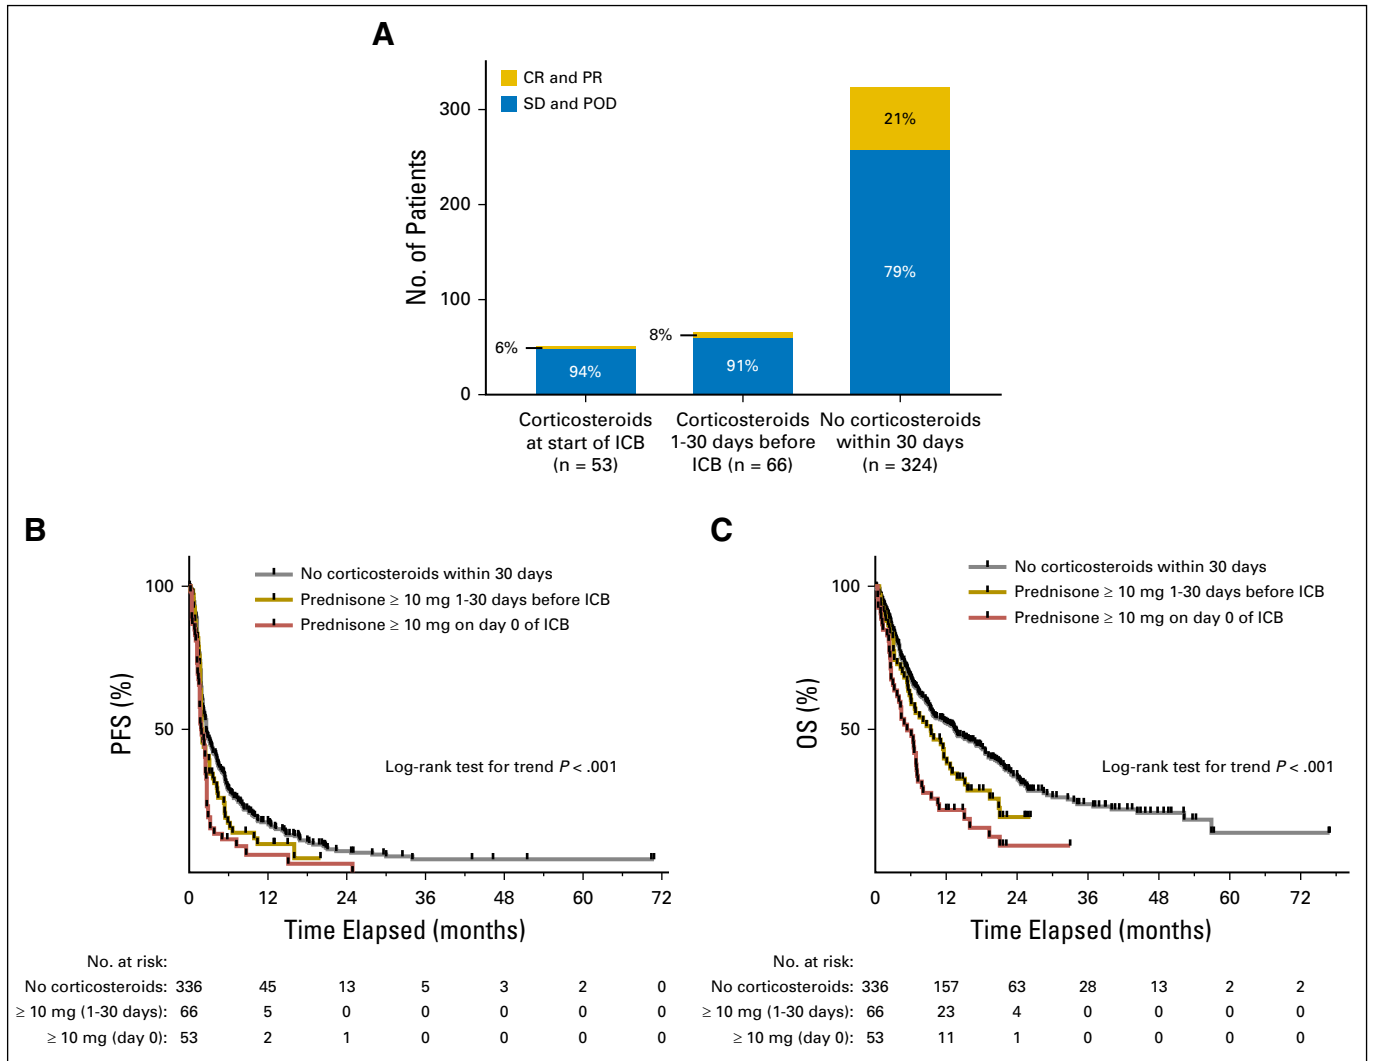 A
CR and PR
SD and POD
No. of Patients
300
200
100
0
21%
79%
8%
91%
6%
94%
Corticosteroids at start of ICB (n = 53)
Corticosteroids 1-30 days before ICB (n = 66)
No corticosteroids within 30 days (n = 324)
B
No corticosteroids within 30 days
Prednisone ≥ 10 mg 1-30 days before ICB
Prednisone ≥ 10 mg on day 0 of ICB
PFS (%)
100
50
Log-rank test for trend P < .001
0 12 24 36 48 60 72
Time Elapsed (months)
No. at risk:
No corticosteroids: 336 45 13 5 3 2 0
≥ 10 mg (1-30 days): 66 5 0 0 0 0 0
≥ 10 mg (day 0): 53 2 1 0 0 0 0
C
No corticosteroids within 30 days
Prednisone ≥ 10 mg 1-30 days before ICB
Prednisone ≥ 10 mg on day 0 of ICB
OS (%)
100
50
Log-rank test for trend P < .001
0 12 24 36 48 60 72
Time Elapsed (months)
No. at risk:
No corticosteroids: 336 157 63 28 13 2 2
≥ 10 mg (1-30 days): 66 23 4 0 0 0 0
≥ 10 mg (day 0): 53 11 1 0 0 0 0